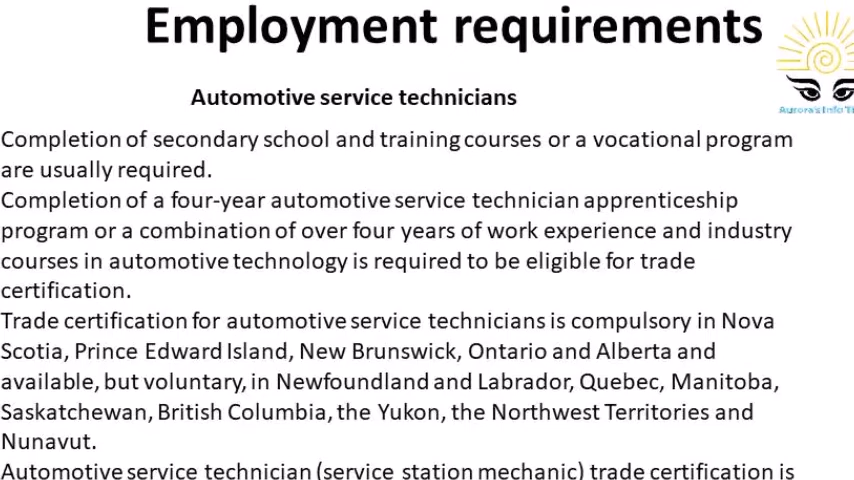 Employment requirements
Automotive service technicians
Completion of secondary school and training courses or a vocational program
are usually required.
Completion of a four-year automotive service technician apprenticeship
program or a combination of over four years of work experience and industry
courses in automotive technology is required to be eligible for trade
certification.
Trade certification for automotive service technicians is compulsory in Nova
Scotia, Prince Edward Island, New Brunswick, Ontario and Alberta and
available, but voluntary, in Newfoundland and Labrador, Quebec, Manitoba,
Saskatchewan, British Columbia, the Yukon, the Northwest Territories and
Nunavut.
Automotive service technician (service station mechanic) trade certification is
Aurora's Info